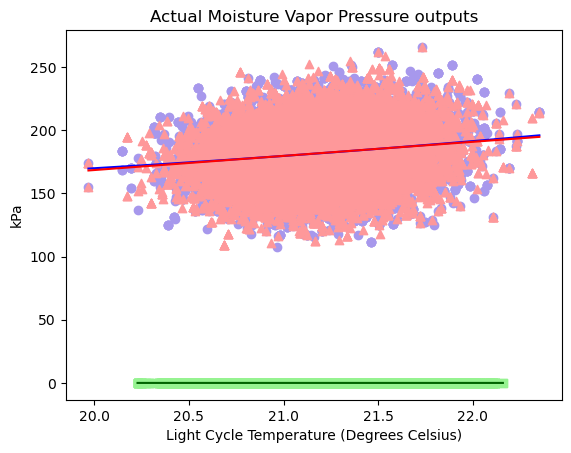 Actual Moisture Vapor Pressure outputs
250
200
150
100
50
0
kPa
20.0 20.5 21.0 21.5 22.0
Light Cycle Temperature (Degrees Celsius)